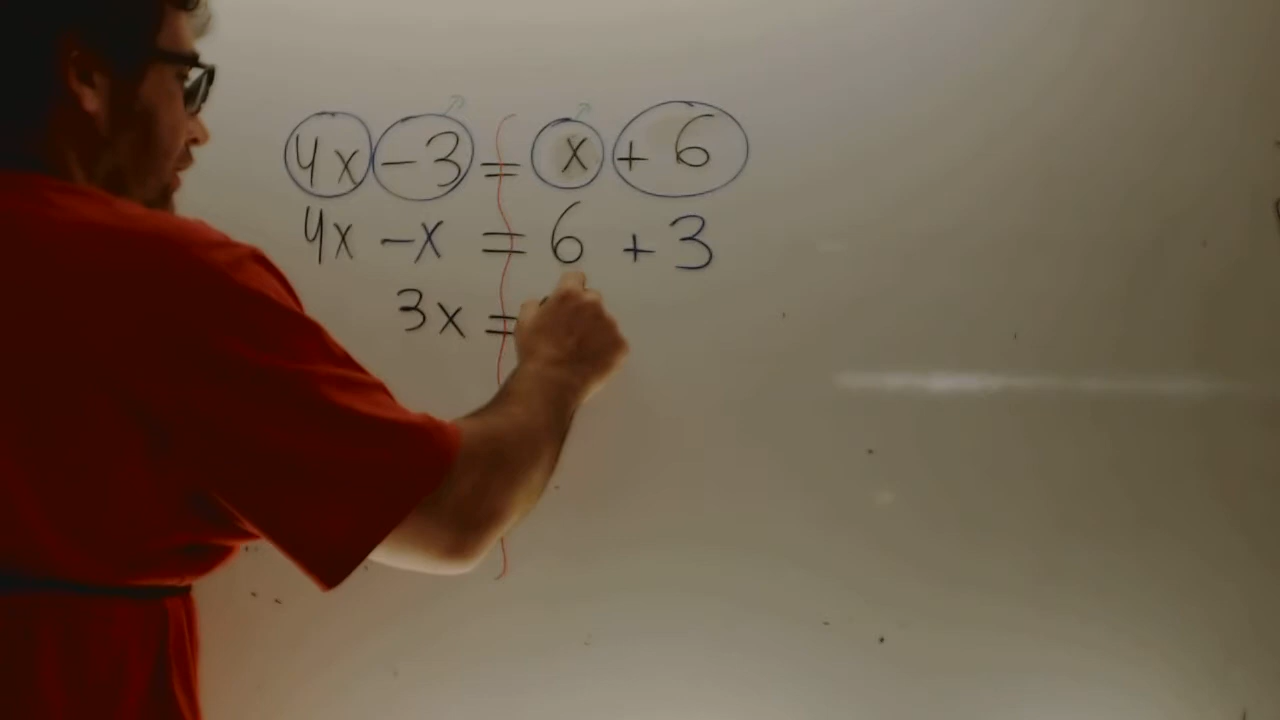 4x - 3 = x + 6
4x - x = 6 + 3
3x =